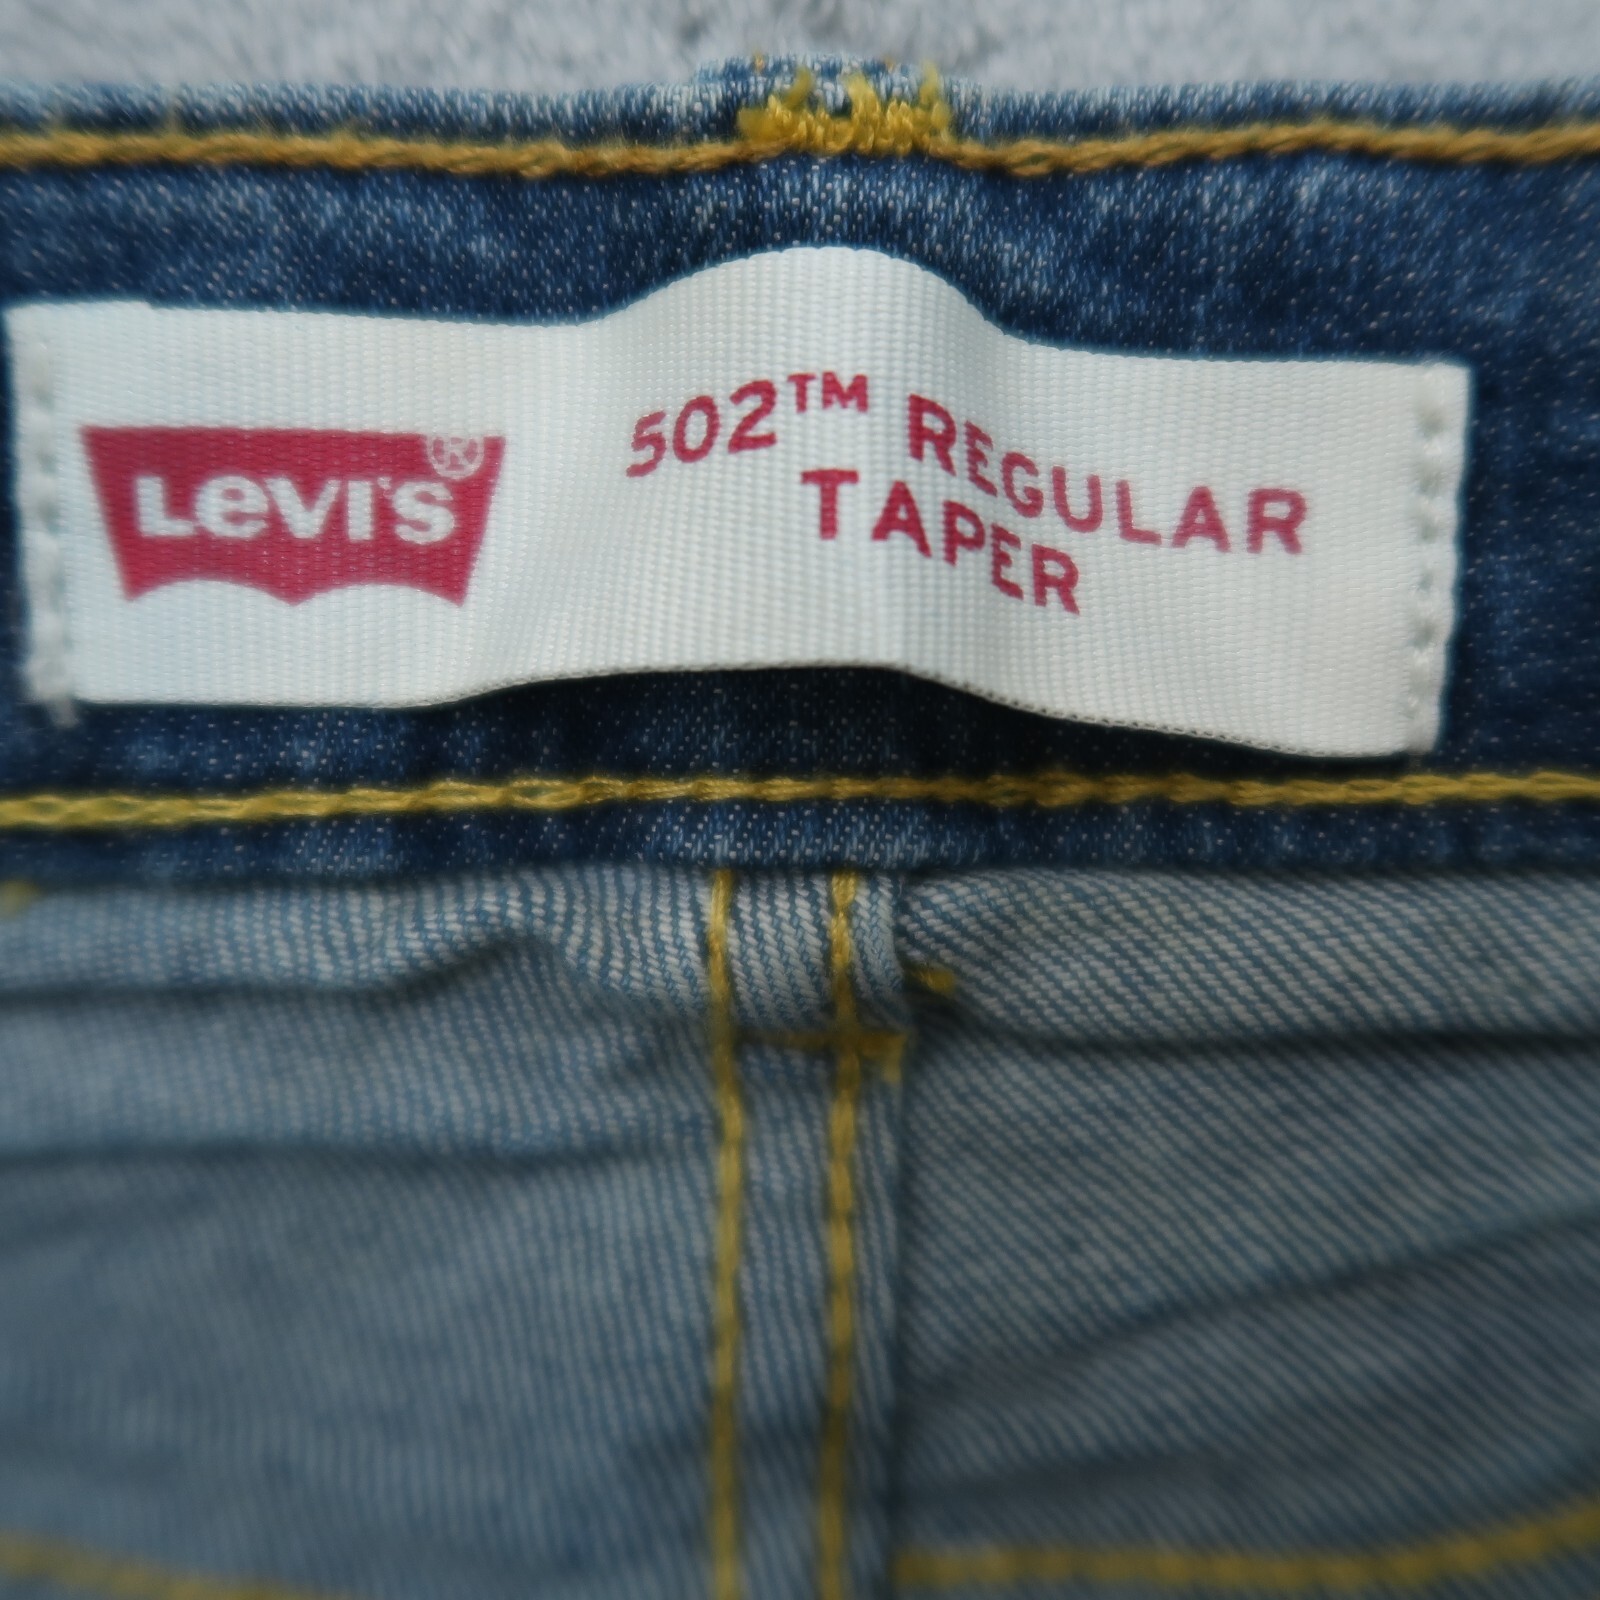 LEVI'S®
502™ REGULAR
TAPER